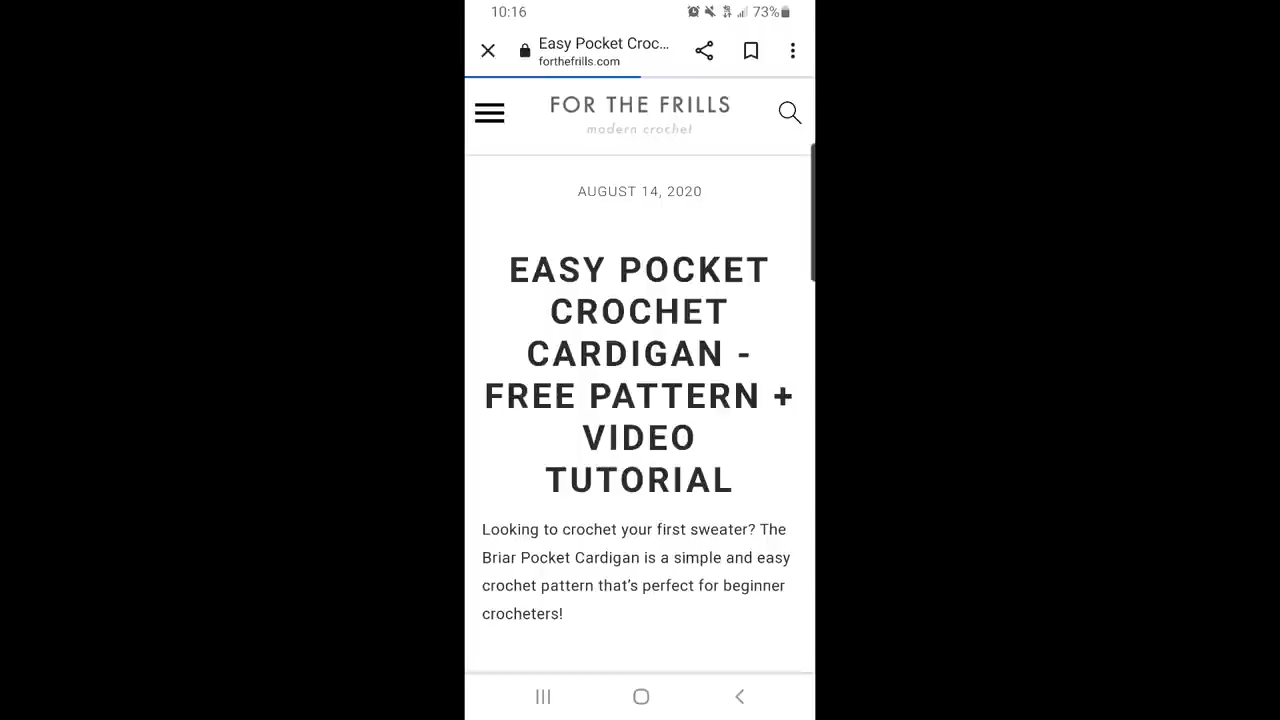 10:16
73%
Easy Pocket Croc...
forthefrills.com
FOR THE FRILLS
modern crochet
AUGUST 14, 2020
EASY POCKET
CROCHET
CARDIGAN -
FREE PATTERN +
VIDEO
TUTORIAL
Looking to crochet your first sweater? The
Briar Pocket Cardigan is a simple and easy
crochet pattern that's perfect for beginner
crocheters!